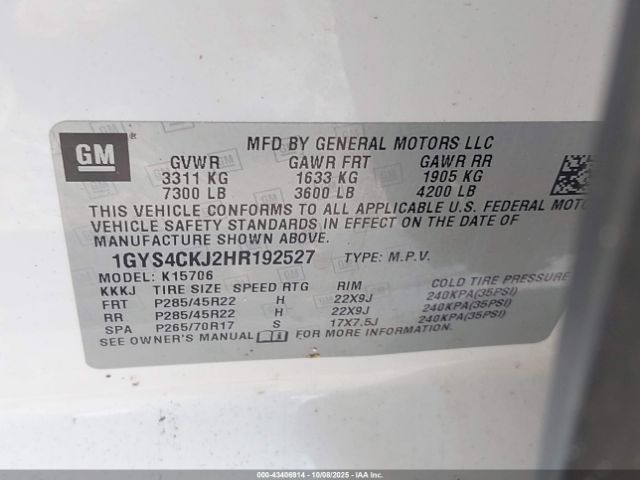 GM
MFD BY GENERAL MOTORS LLC
GVWR GAWR FRT GAWR RR
3311 KG 1633 KG 1905 KG
7300 LB 3600 LB 4200 LB
THIS VEHICLE CONFORMS TO ALL APPLICABLE U.S. FEDERAL MOTO
VEHICLE SAFETY STANDARDS IN EFFECT ON THE DATE OF
MANUFACTURE SHOWN ABOVE.
1GYS4CKJ2HR192527 TYPE: M.P.V.
MODEL: K15706
KKKJ TIRE SIZE SPEED RTG RIM COLD TIRE PRESSURE
FRT P285/45R22 H 22X9J 240KPA(35PSI)
RR P285/45R22 H 22X9J 240KPA(35PSI)
SPA P265/70R17 S 17X7.5J 240KPA(35PSI)
SEE OWNER'S MANUAL FOR MORE INFORMATION.
000-43406914 | 10/08/2025 | IAAI.com